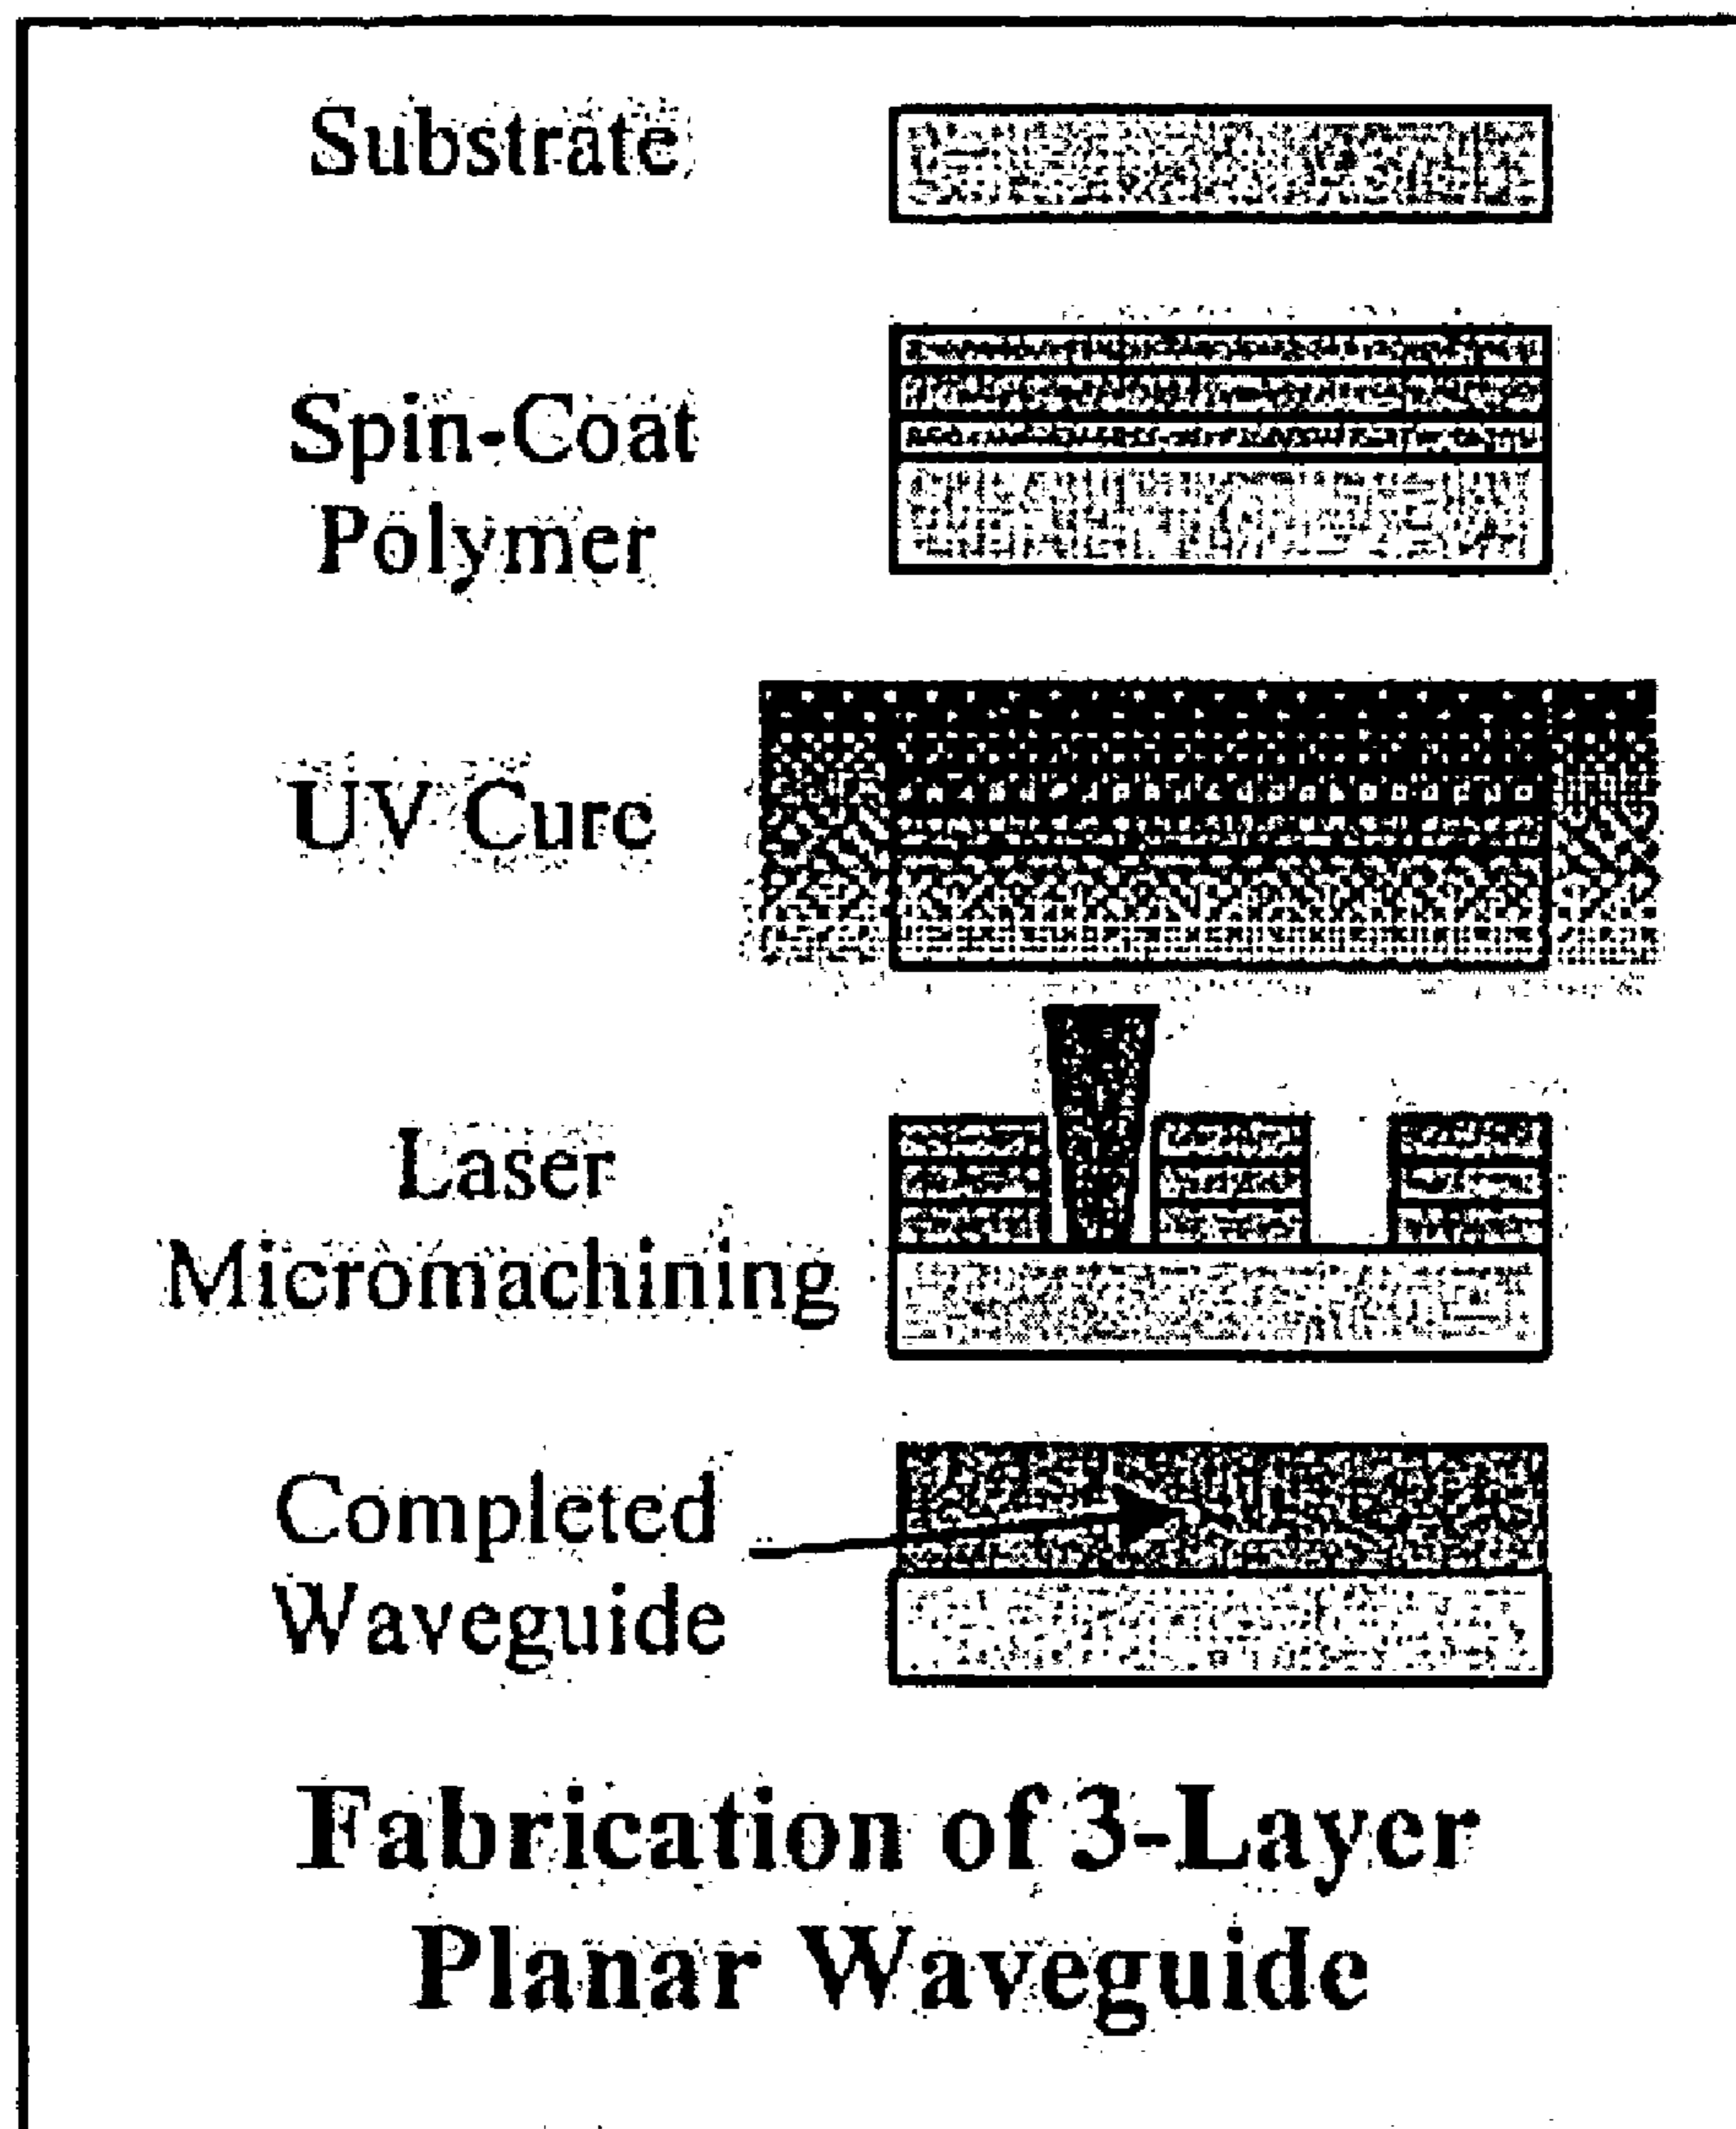 Substrate
Spin-Coat
Polymer
UV Cure
Laser
Micromachining
Completed
Waveguide
Fabrication of 3-Layer
Planar Waveguide